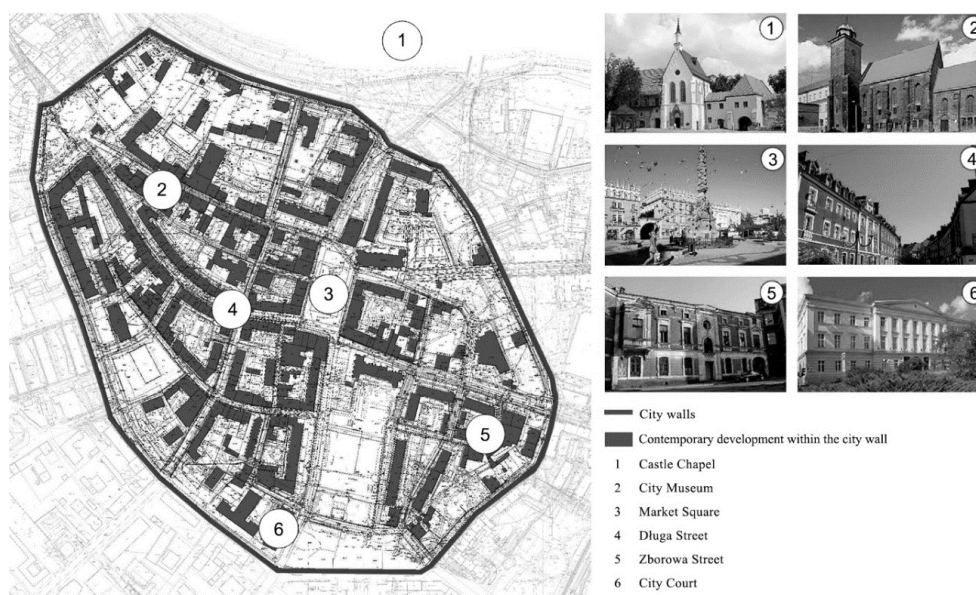 1
2
3
4
5
6
1
2
3
4
5
6
City walls
Contemporary development within the city wall
1 Castle Chapel
2 City Museum
3 Market Square
4 Długa Street
5 Zborowa Street
6 City Court